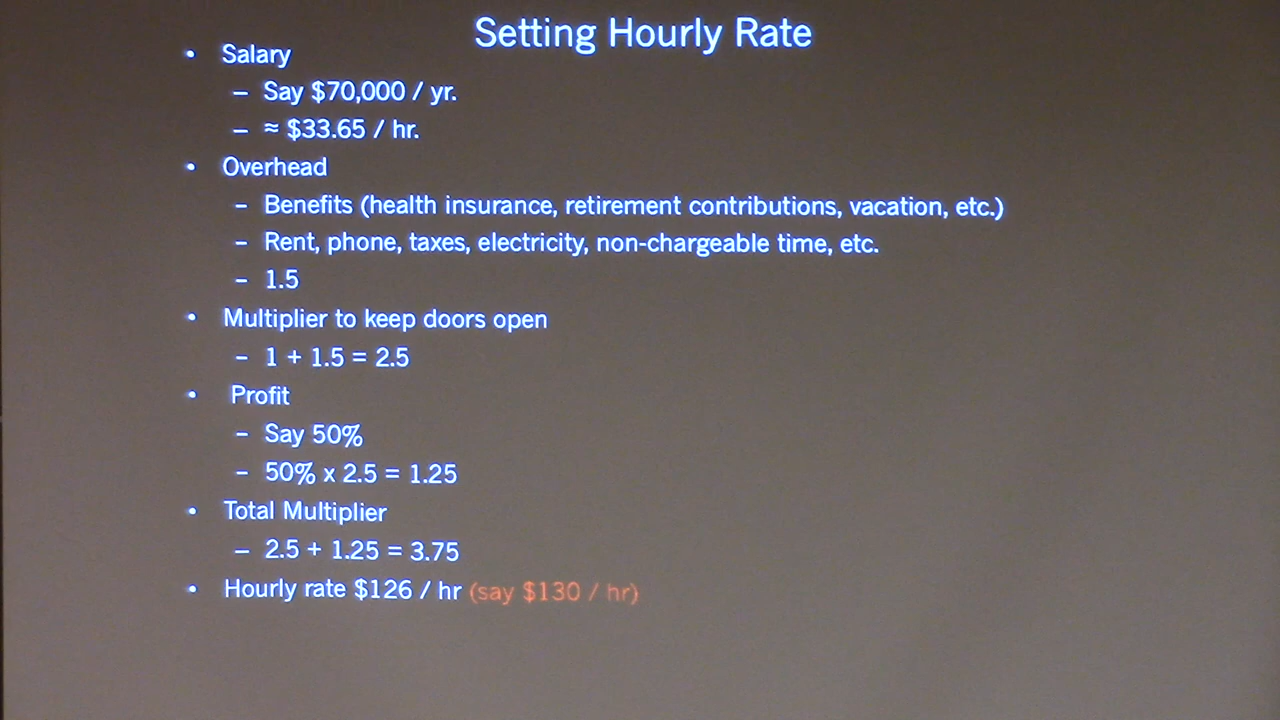 Setting Hourly Rate
• Salary
– Say $70,000 / yr.
– ≈ $33.65 / hr.
• Overhead
– Benefits (health insurance, retirement contributions, vacation, etc.)
– Rent, phone, taxes, electricity, non-chargeable time, etc.
– 1.5
• Multiplier to keep doors open
– 1 + 1.5 = 2.5
• Profit
– Say 50%
– 50% x 2.5 = 1.25
• Total Multiplier
– 2.5 + 1.25 = 3.75
• Hourly rate $126 / hr (say $130 / hr)